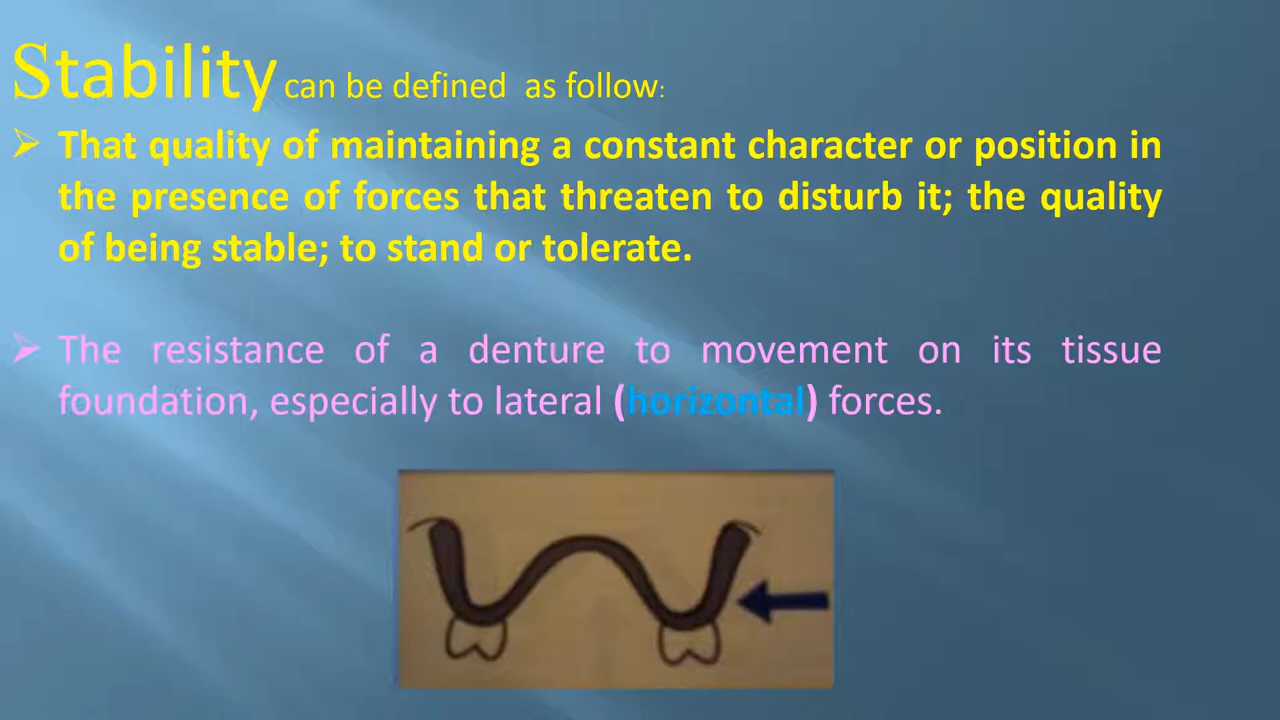 Stability can be defined as follow:
➢ That quality of maintaining a constant character or position in
the presence of forces that threaten to disturb it; the quality
of being stable; to stand or tolerate.
➢ The resistance of a denture to movement on its tissue
foundation, especially to lateral (horizontal) forces.